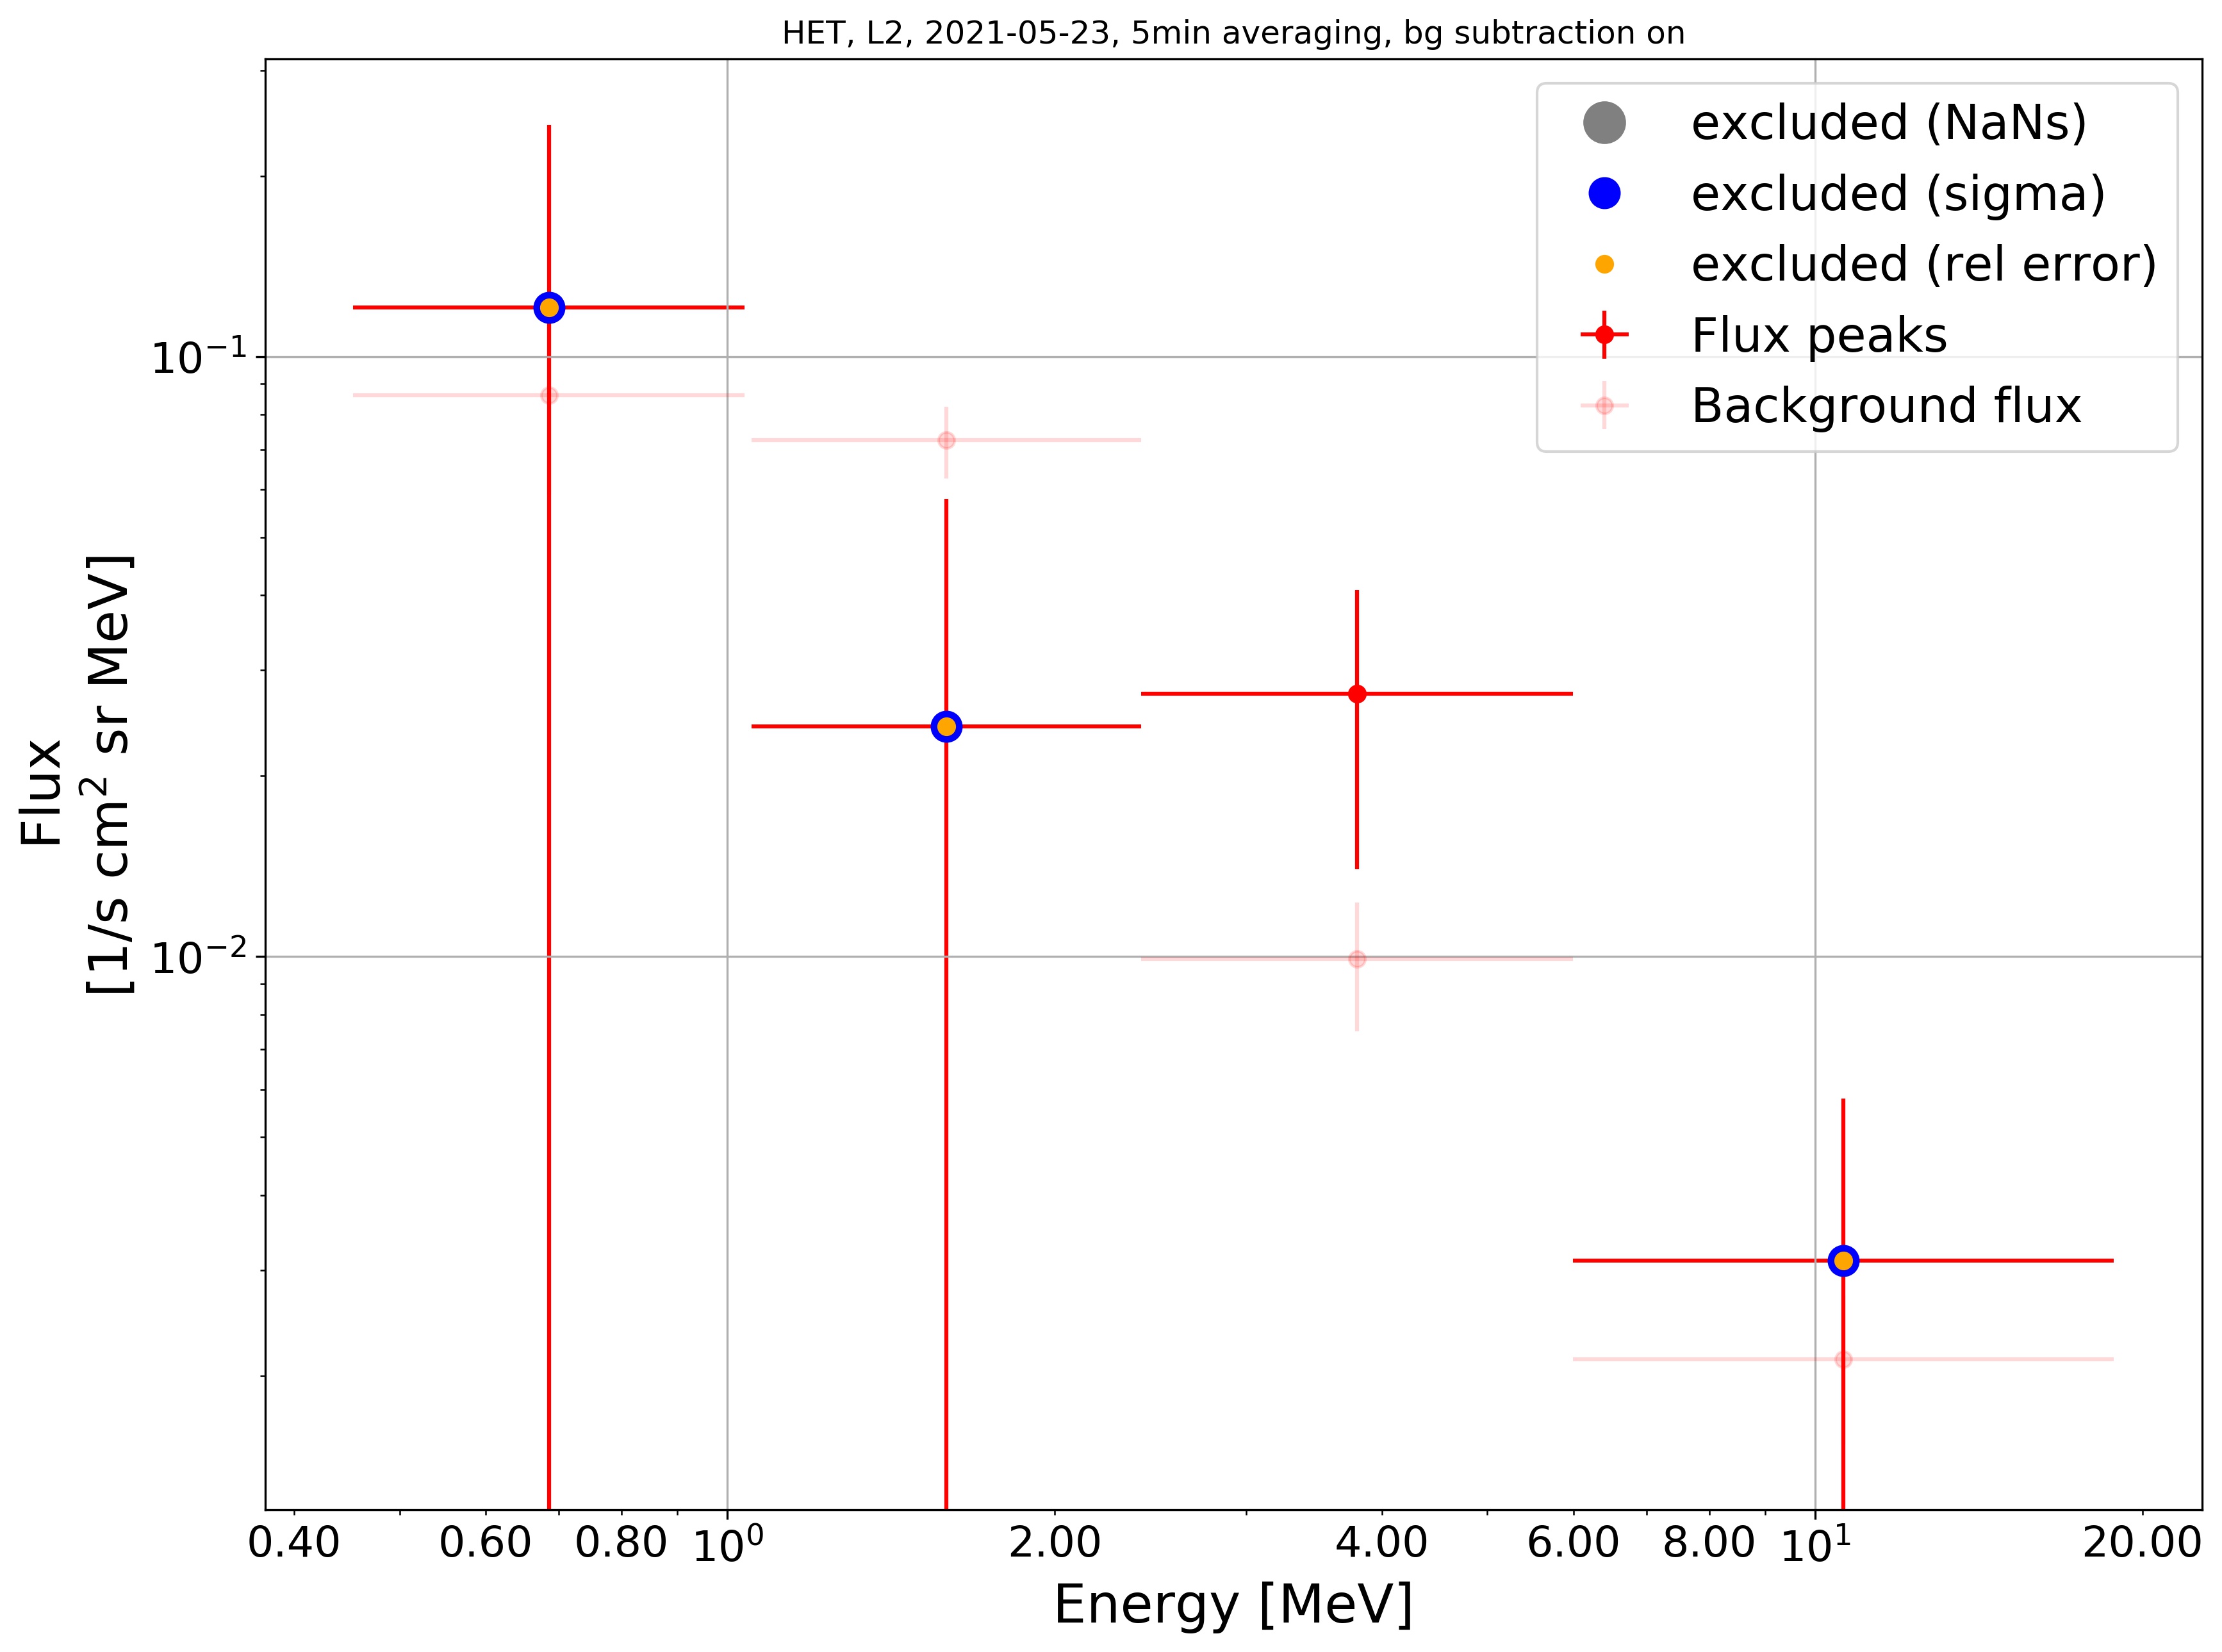 HET, L2, 2021-05-23, 5min averaging, bg subtraction on
excluded (NaNs)
excluded (sigma)
excluded (rel error)
Flux peaks
Background flux
Flux
[1/s cm² sr MeV]
10⁻¹
10⁻²
0.40 0.60 0.80 10⁰ 2.00 4.00 6.00 8.00 10¹ 20.00
Energy [MeV]